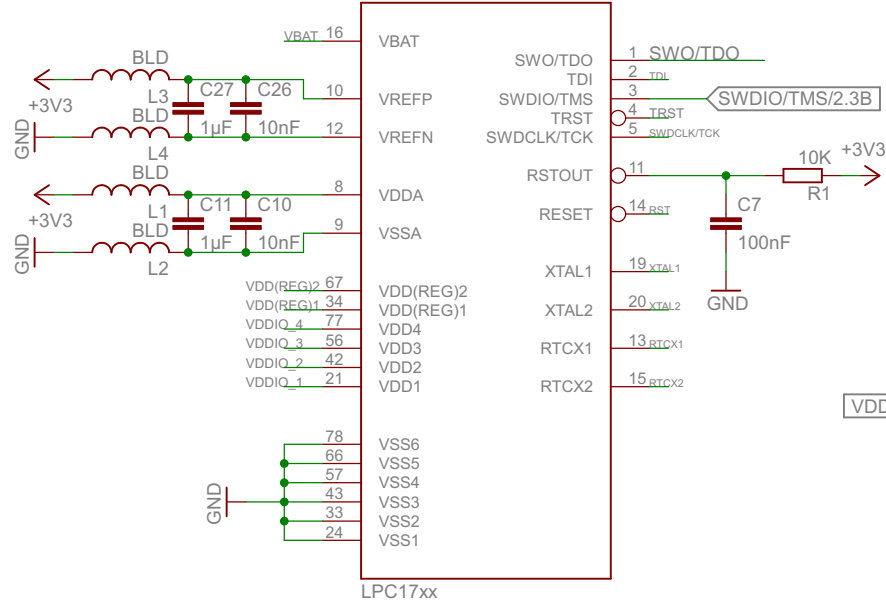 VBAT 16 VBAT
BLD
L3
+3V3
C27
C26
1µF
10nF
10 VREFP
BLD
L4
GND
12 VREFN
BLD
L1
+3V3
C11
C10
1µF
10nF
8 VDDA
BLD
L2
GND
9 VSSA
VDD(REG)2 67 VDD(REG)2
VDD(REG)1 34 VDD(REG)1
VDDIO_4 77 VDD4
VDDIO_3 56 VDD3
VDDIO_2 42 VDD2
VDDIO_1 21 VDD1
78 VSS6
66 VSS5
57 VSS4
43 VSS3
33 VSS2
24 VSS1
GND
SWO/TDO 1 SWO/TDO
TDI 2 TDI
SWDIO/TMS 3 SWDIO/TMS/2.3B
TRST 4 TRST
SWDCLK/TCK 5 SWDCLK/TCK
RSTOUT 11
10K
R1
+3V3
C7
100nF
GND
RESET 14 RST
XTAL1 19 XTAL1
XTAL2 20 XTAL2
RTCX1 13 RTCX1
RTCX2 15 RTCX2
VDD
LPC17xx